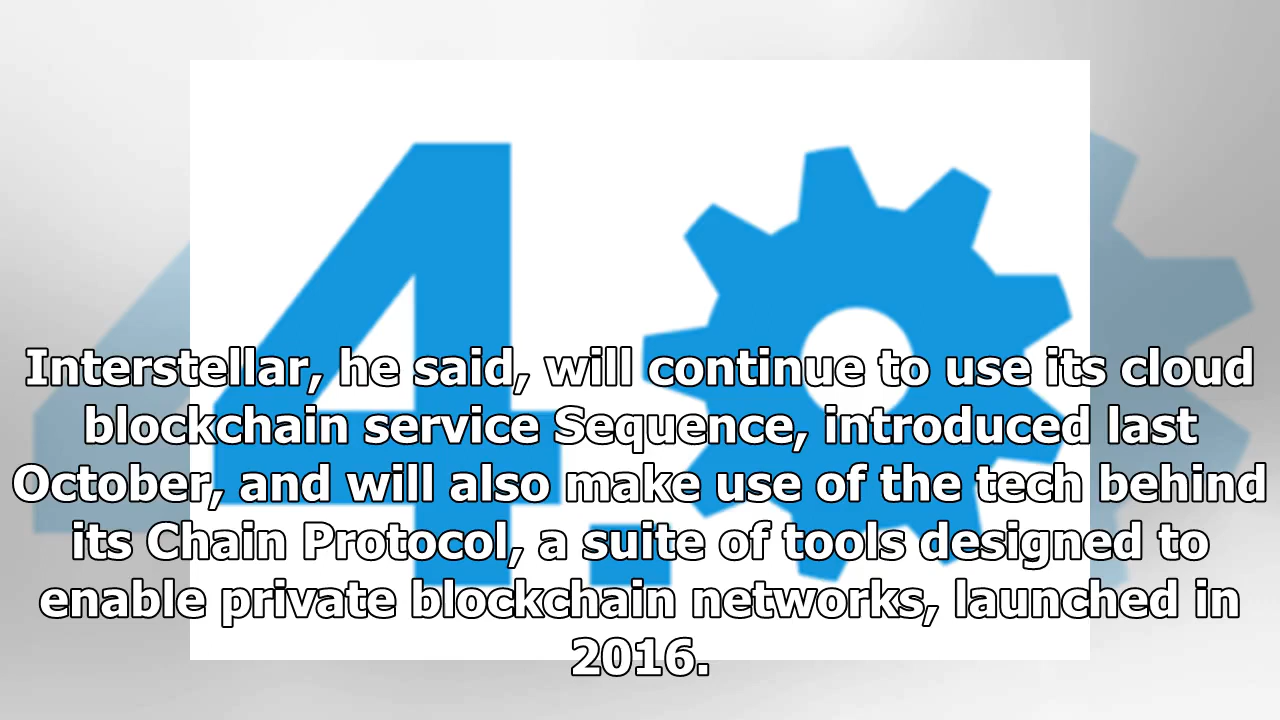 4.
Interstellar, he said, will continue to use its cloud
blockchain service Sequence, introduced last
October, and will also make use of the tech behind
its Chain Protocol, a suite of tools designed to
enable private blockchain networks, launched in
2016.